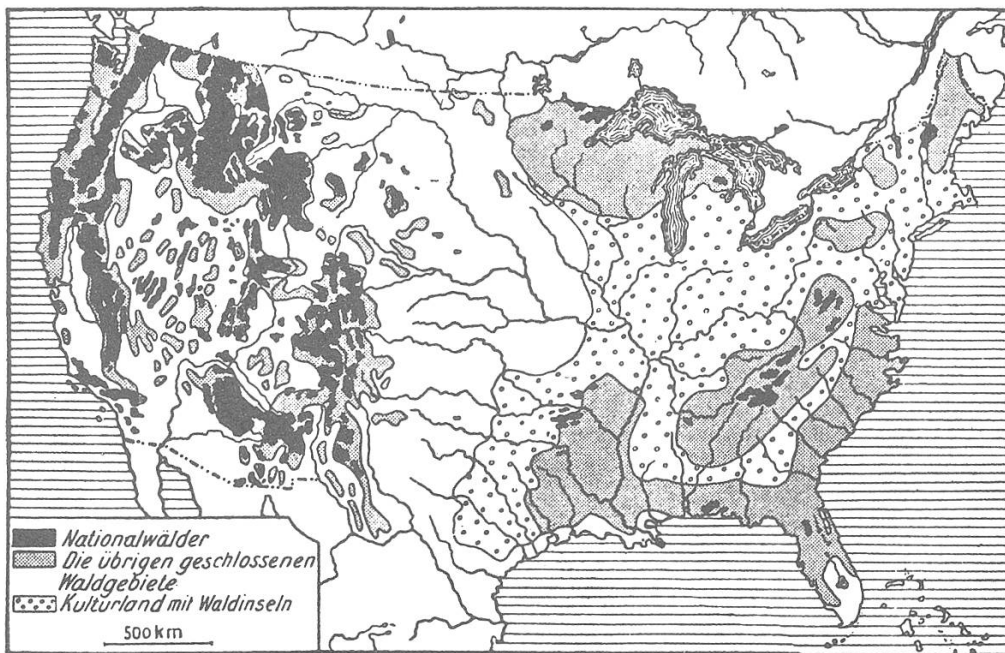 Nationalwälder
Die übrigen geschlossenen
Waldgebiete
Kulturland mit Waldinseln
500 km